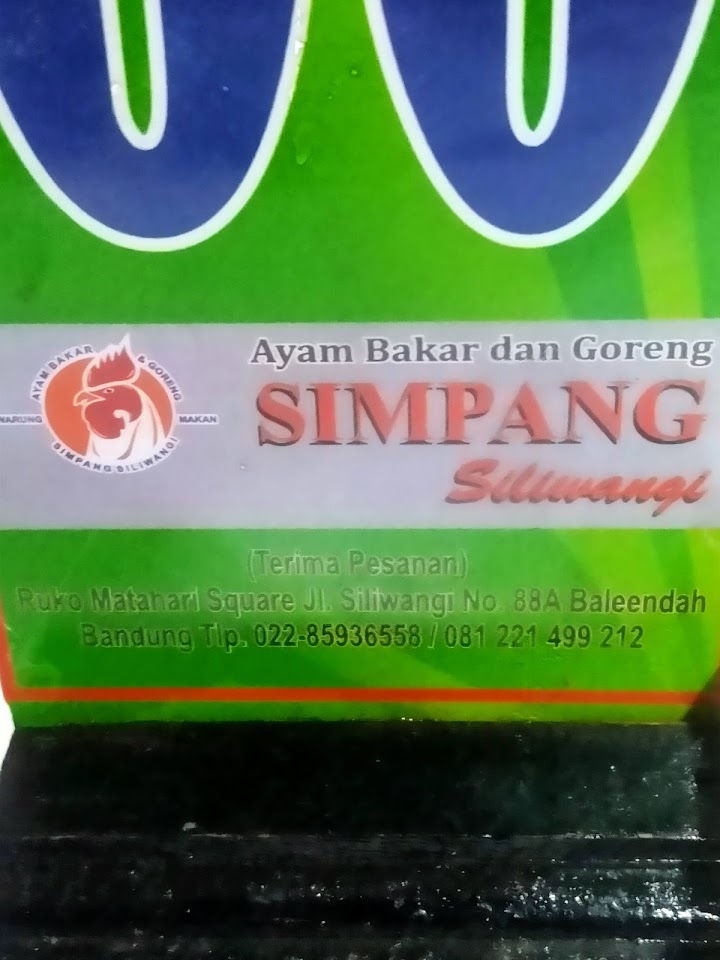 AYAM BAKAR & GORENG
WARUNG MAKAN
SIMPANG SILIWANGI
Ayam Bakar dan Goreng
SIMPANG
Siliwangi
(Terima Pesanan)
Ruko Matahari Square Jl. Siliwangi No. 88A Baleendah
Bandung Tlp. 022-85936558 / 081 221 499 212